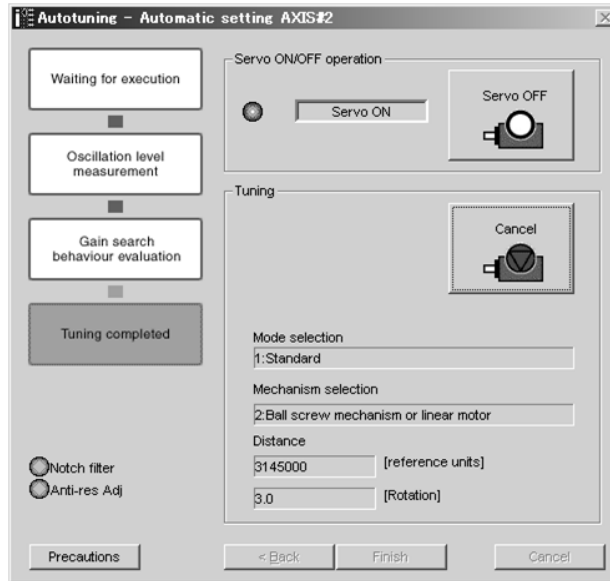 Autotuning - Automatic setting AXIS#2
Waiting for execution
Oscillation level
measurement
Gain search
behaviour evaluation
Tuning completed
Notch filter
Anti-res Adj
Precautions
Servo ON/OFF operation
Servo ON
Servo OFF
Tuning
Cancel
Mode selection
1:Standard
Mechanism selection
2:Ball screw mechanism or linear motor
Distance
3145000 [reference units]
3.0 [Rotation]
< Back
Finish
Cancel